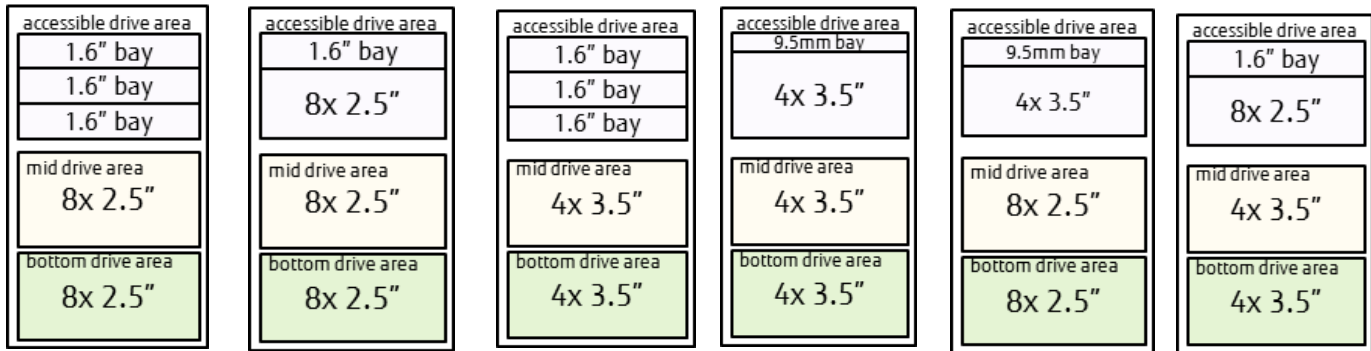 accessible drive area
1.6” bay
1.6” bay
1.6” bay
mid drive area
8x 2.5”
bottom drive area
8x 2.5”
accessible drive area
1.6” bay
8x 2.5”
mid drive area
8x 2.5”
bottom drive area
8x 2.5”
accessible drive area
1.6” bay
1.6” bay
1.6” bay
mid drive area
4x 3.5”
bottom drive area
4x 3.5”
accessible drive area
9.5mm bay
4x 3.5”
mid drive area
4x 3.5”
bottom drive area
4x 3.5”
accessible drive area
9.5mm bay
4x 3.5”
mid drive area
8x 2.5”
bottom drive area
8x 2.5”
accessible drive area
1.6” bay
8x 2.5”
mid drive area
4x 3.5”
bottom drive area
4x 3.5”